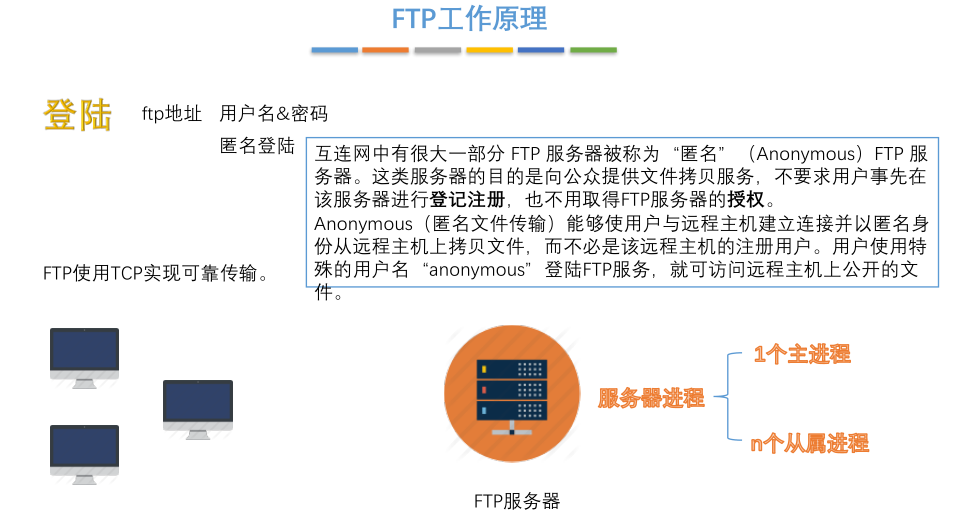 FTP工作原理
登陆 ftp地址 用户名&密码
匿名登陆
互连网中有很大一部分 FTP 服务器被称为“匿名”（Anonymous）FTP 服
务器。这类服务器的目的是向公众提供文件拷贝服务，不要求用户事先在
该服务器进行登记注册，也不用取得FTP服务器的授权。
Anonymous（匿名文件传输）能够使用户与远程主机建立连接并以匿名身
份从远程主机上拷贝文件，而不必是该远程主机的注册用户。用户使用特
殊的用户名“anonymous”登陆FTP服务，就可访问远程主机上公开的文
件。
FTP使用TCP实现可靠传输。
1个主进程
服务器进程
n个从属进程
FTP服务器